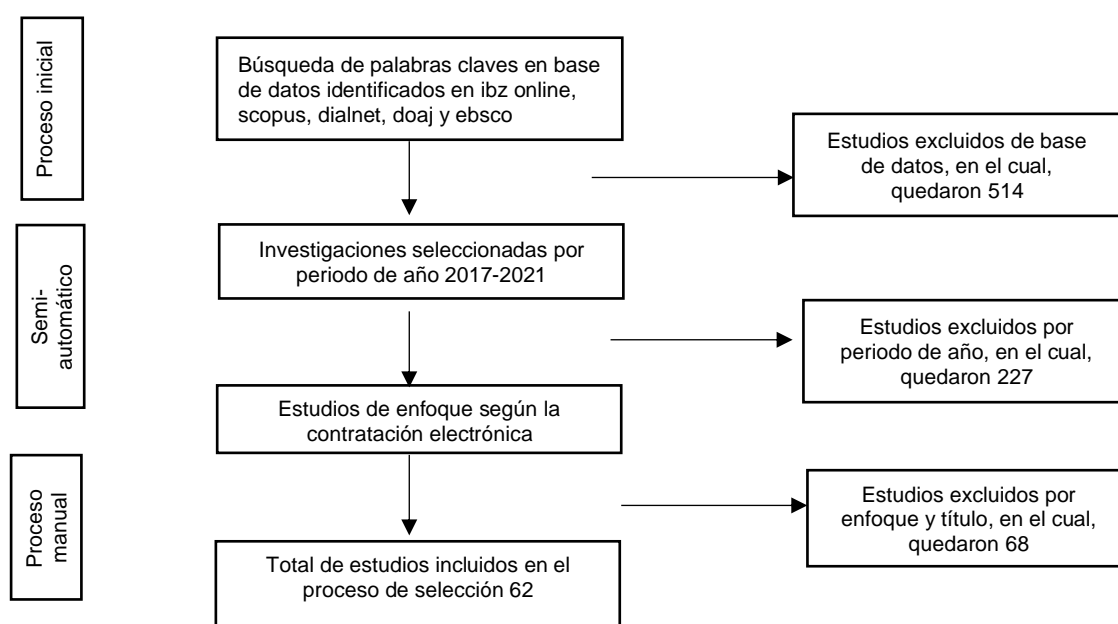 Proceso inicial
Búsqueda de palabras claves en base
de datos identificados en ibz online,
scopus, dialnet, doaj y ebsco
Estudios excluidos de base
de datos, en el cual,
quedaron 514
Semi-
automático
Investigaciones seleccionadas por
periodo de año 2017-2021
Estudios excluidos por
periodo de año, en el cual,
quedaron 227
Estudios de enfoque según la
contratación electrónica
Proceso
manual
Estudios excluidos por
enfoque y título, en el cual,
quedaron 68
Total de estudios incluidos en el
proceso de selección 62